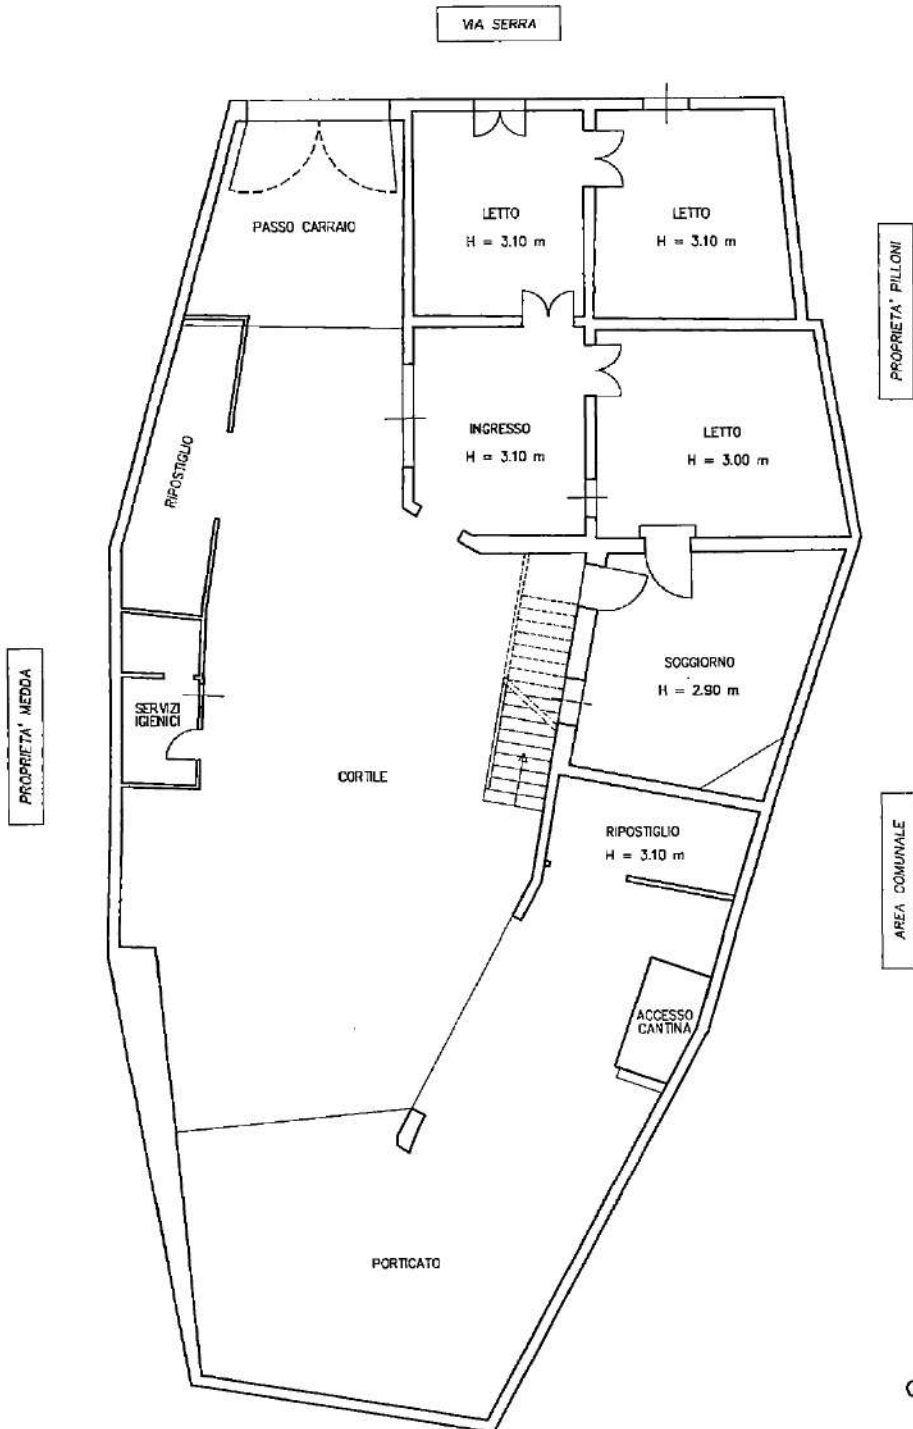 VIA SERRA
PASSO CARRAIO
LETTO
H = 3.10 m
LETTO
H = 3.10 m
PROPRIETA' PILLONI
RIPOSTIGLIO
INGRESSO
H = 3.10 m
LETTO
H = 3.00 m
PROPRIETA' MEDDA
SERVIZI
IGIENICI
SOGGIORNO
H = 2.90 m
CORTILE
RIPOSTIGLIO
H = 3.10 m
AREA COMUNALE
ACCESSO
CANTINA
PORTICATO